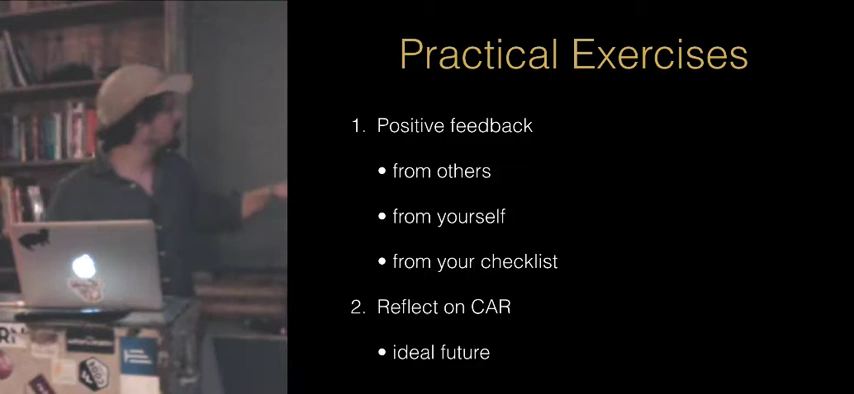 Practical Exercises
1. Positive feedback
• from others
• from yourself
• from your checklist
2. Reflect on CAR
• ideal future